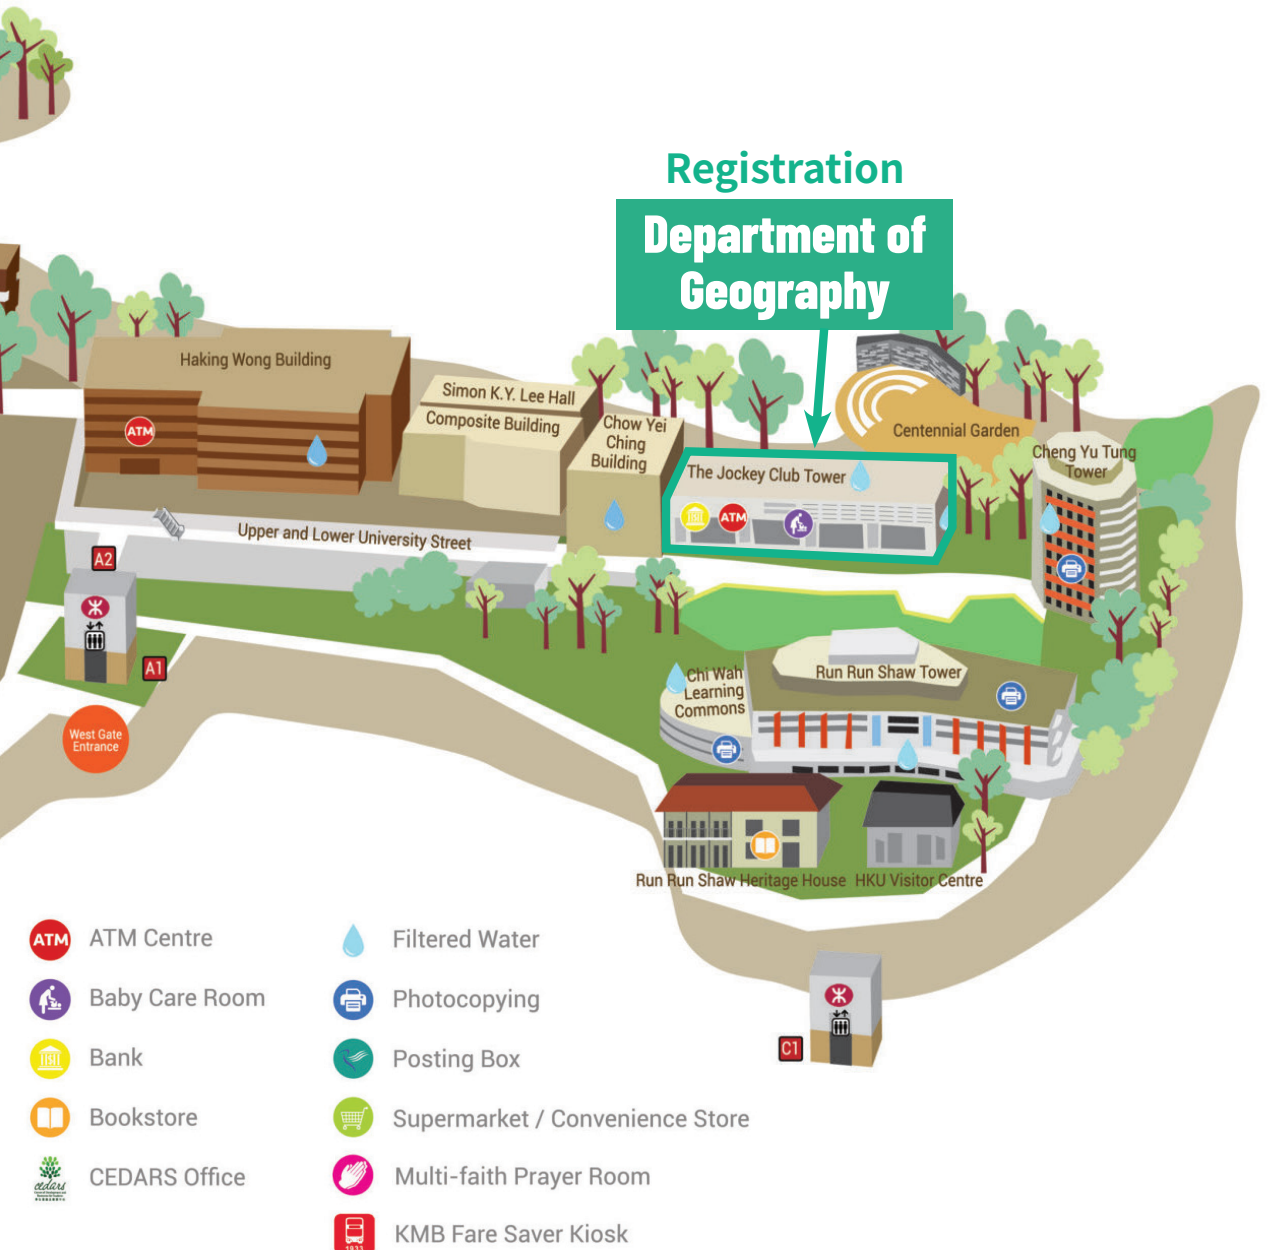 Registration
Department of
Geography
Haking Wong Building
ATM
Simon K.Y. Lee Hall
Composite Building
Chow Yei
Ching
Building
Centennial Garden
Cheng Yu Tung
Tower
The Jockey Club Tower
ATM
Upper and Lower University Street
A2
A1
West Gate
Entrance
Chi Wah
Learning
Commons
Run Run Shaw Tower
Run Run Shaw Heritage House
HKU Visitor Centre
C1
ATM
ATM Centre
Baby Care Room
Bank
Bookstore
cedars
CEDARS Office
Filtered Water
Photocopying
Posting Box
Supermarket / Convenience Store
Multi-faith Prayer Room
1933
KMB Fare Saver Kiosk